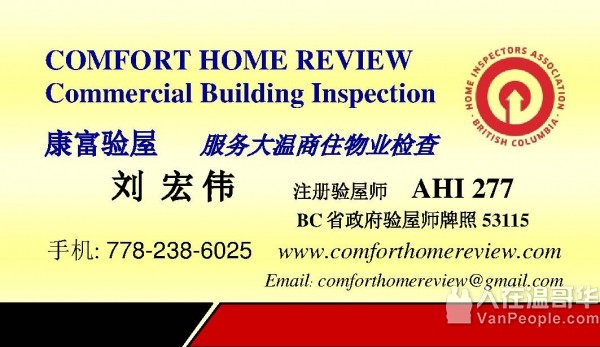 COMFORT HOME REVIEW
Commercial Building Inspection
HOME INSPECTORS ASSOCIATION
· BRITISH COLUMBIA ·
康富验屋 服务大温商住物业检查
刘 宏 伟 注册验屋师 AHI 277
BC 省政府验屋师牌照 53115
手机: 778-238-6025 www.comforthomereview.com
Email: comforthomereview@gmail.com
人在温哥华
VanPeople.com